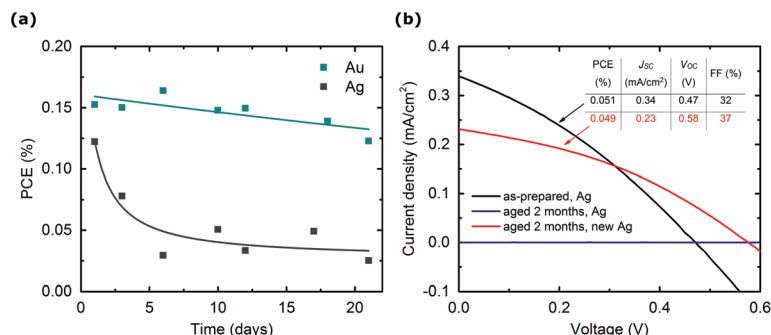 (a)
0.20
0.15
0.10
0.05
0.00
PCE (%)
0 5 10 15 20
Time (days)
Au
Ag
(b)
0.4
0.3
0.2
0.1
0.0
-0.1
Current density (mA/cm²)
0.0 0.2 0.4 0.6
Voltage (V)
PCE (%) JSC (mA/cm²) VOC (V) FF (%)
0.051 0.34 0.47 32
0.049 0.23 0.58 37
as-prepared, Ag
aged 2 months, Ag
aged 2 months, new Ag